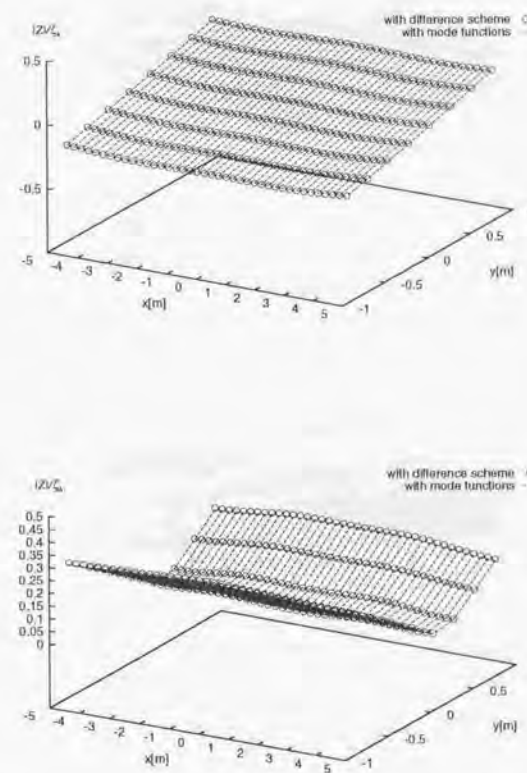 |Z|/ζa
with difference scheme
with mode functions
0.5
0
-0.5
-5 -4 -3 -2 -1 0 1 2 3 4 5
x[m]
-1 -0.5 0 0.5
y[m]
|Z|/ζa
with difference scheme
with mode functions
0.5
0.45
0.4
0.35
0.3
0.25
0.2
0.15
0.1
0.05
0
-5 -4 -3 -2 -1 0 1 2 3 4 5
x[m]
-1 -0.5 0 0.5
y[m]